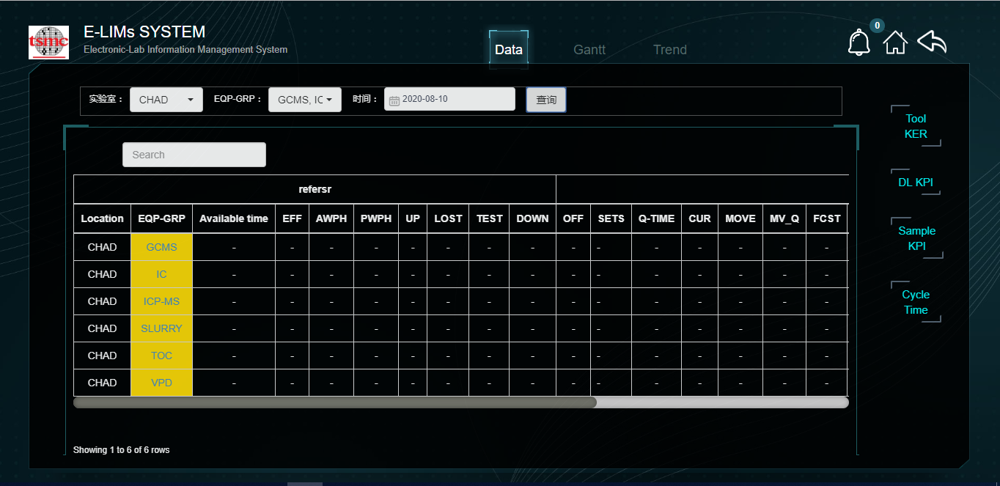 tsmc
E-LIMs SYSTEM
Electronic-Lab Information Management System
Data
Gantt
Trend
0
实验室：
CHAD
EQP-GRP：
GCMS, IC
时间：
2020-08-10
查询
Search
refersr
Location EQP-GRP Available time EFF AWPH PWPH UP LOST TEST DOWN OFF SETS Q-TIME CUR MOVE MV_Q FCST
CHAD GCMS - - - - - - - - - - - - - - -
CHAD IC - - - - - - - - - - - - - - -
CHAD ICP-MS - - - - - - - - - - - - - - -
CHAD SLURRY - - - - - - - - - - - - - - -
CHAD TOC - - - - - - - - - - - - - - -
CHAD VPD - - - - - - - - - - - - - - -
Showing 1 to 6 of 6 rows
Tool
KER
DL KPI
Sample
KPI
Cycle
Time